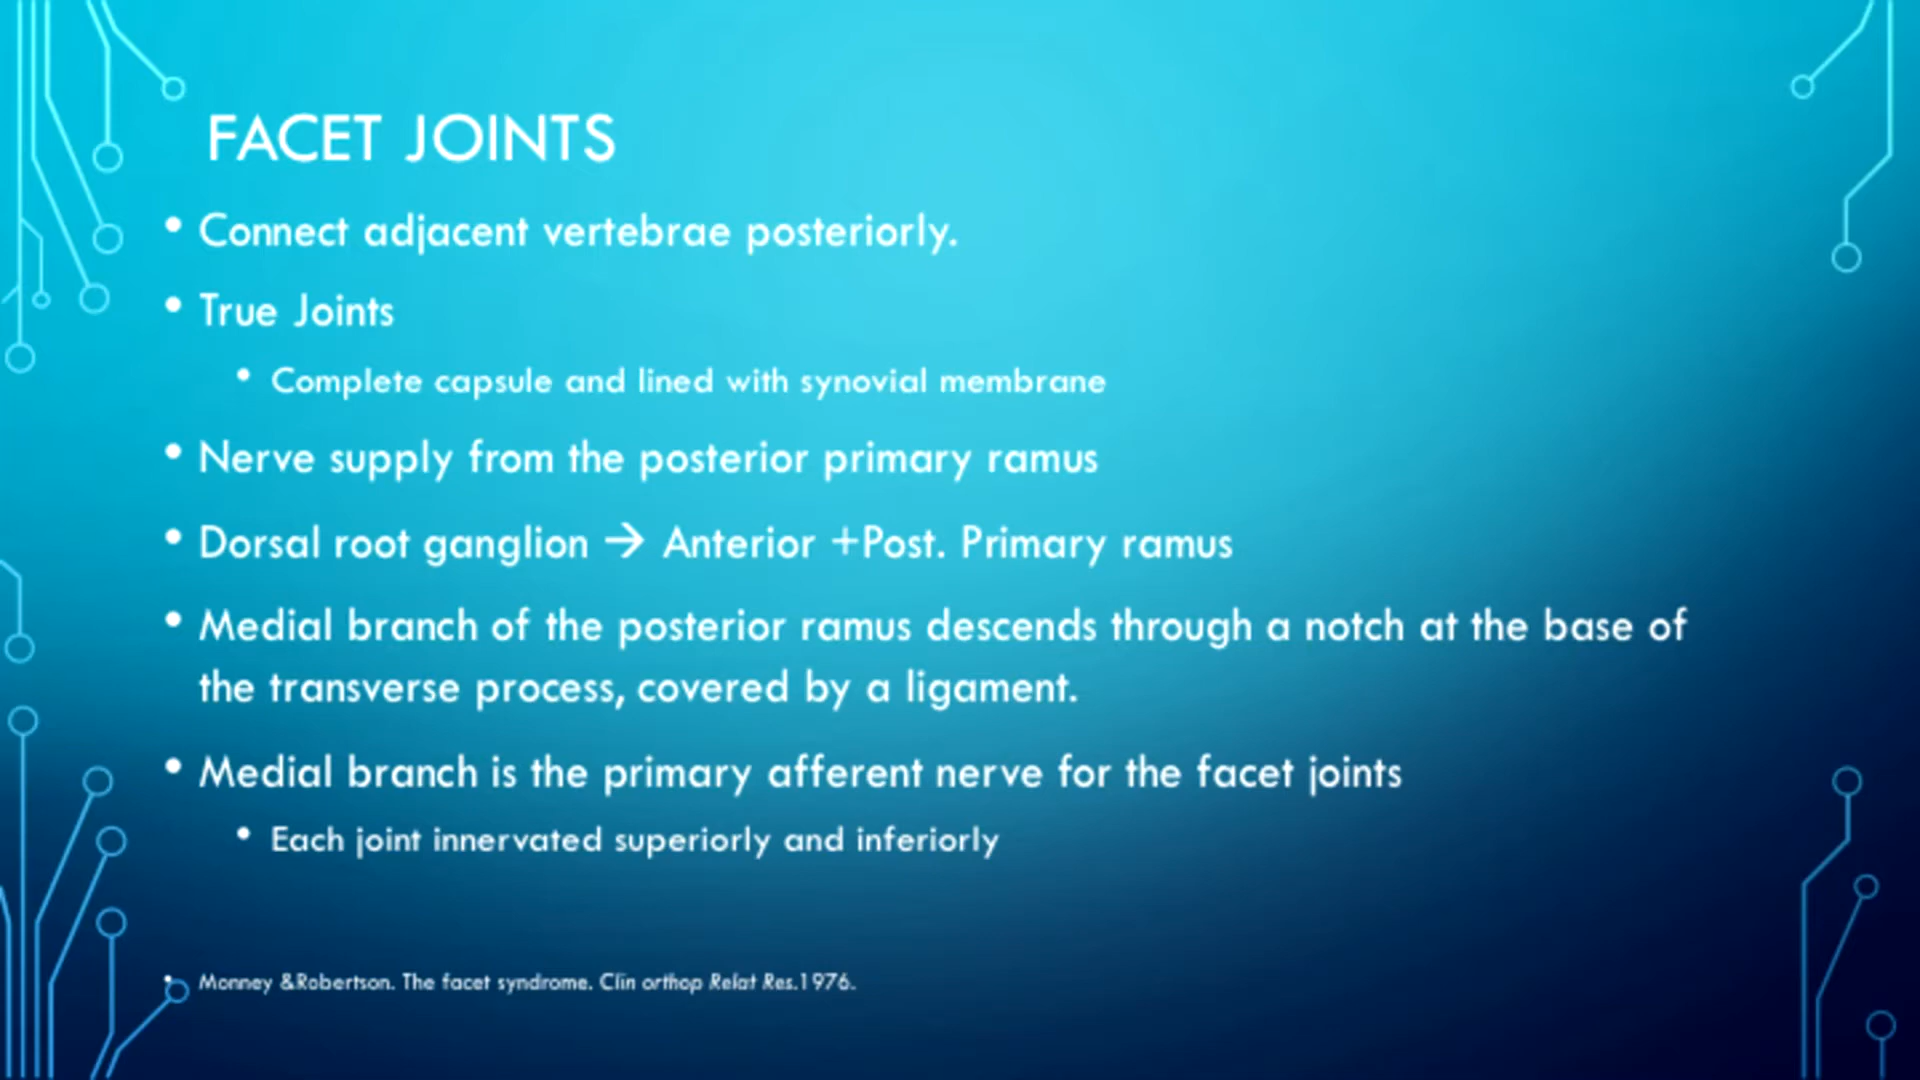 FACET JOINTS
• Connect adjacent vertebrae posteriorly.
• True Joints
• Complete capsule and lined with synovial membrane
• Nerve supply from the posterior primary ramus
• Dorsal root ganglion → Anterior +Post. Primary ramus
• Medial branch of the posterior ramus descends through a notch at the base of
the transverse process, covered by a ligament.
• Medial branch is the primary afferent nerve for the facet joints
• Each joint innervated superiorly and inferiorly
• Monney &Robertson. The facet syndrome. Clin orthop Relat Res.1976.